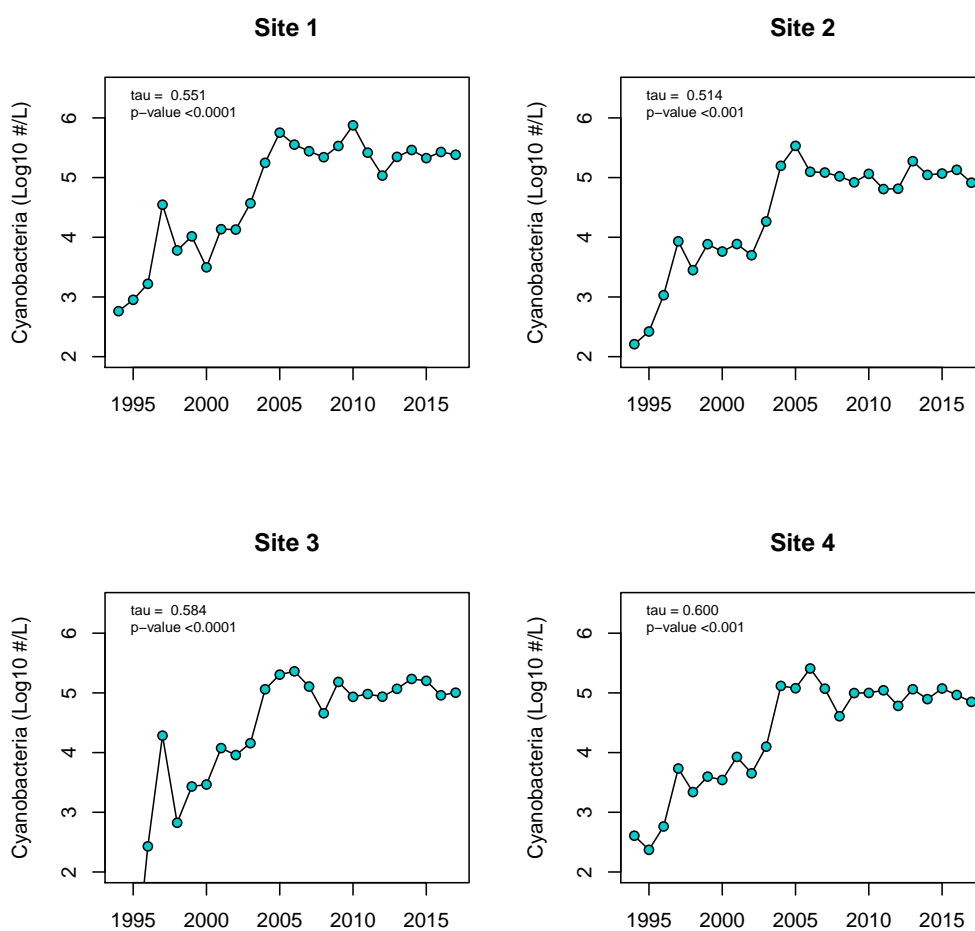 Site 1
tau = 0.551
p−value <0.0001
Cyanobacteria (Log10 #/L)
6
5
4
3
2
1995 2000 2005 2010 2015
Site 2
tau = 0.514
p−value <0.001
Cyanobacteria (Log10 #/L)
6
5
4
3
2
1995 2000 2005 2010 2015
Site 3
tau = 0.584
p−value <0.0001
Cyanobacteria (Log10 #/L)
6
5
4
3
2
1995 2000 2005 2010 2015
Site 4
tau = 0.600
p−value <0.001
Cyanobacteria (Log10 #/L)
6
5
4
3
2
1995 2000 2005 2010 2015